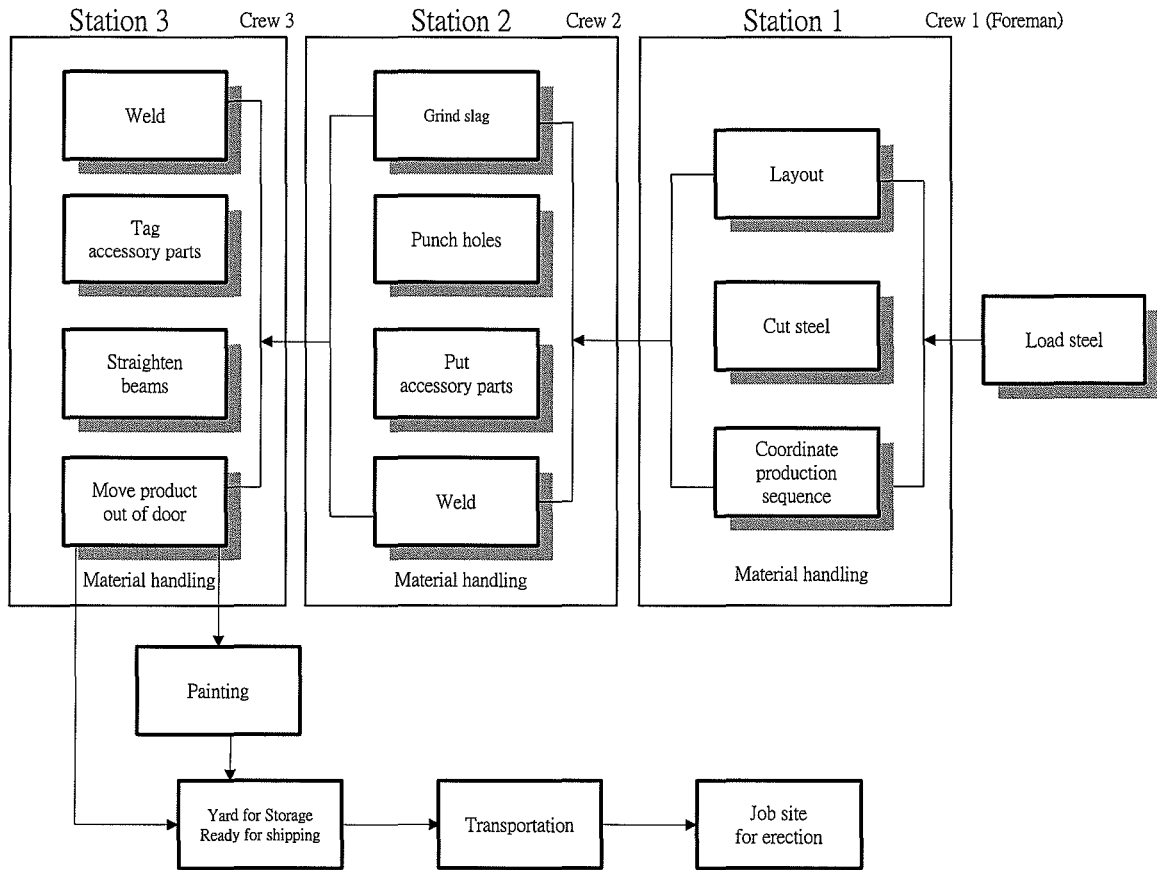 Station 3
Crew 3
Station 2
Crew 2
Station 1
Crew 1 (Foreman)
Weld
Tag
accessory parts
Straighten
beams
Move product
out of door
Material handling
Grind slag
Punch holes
Put
accessory parts
Weld
Material handling
Layout
Cut steel
Coordinate
production
sequence
Material handling
Load steel
Painting
Yard for Storage
Ready for shipping
Transportation
Job site
for erection